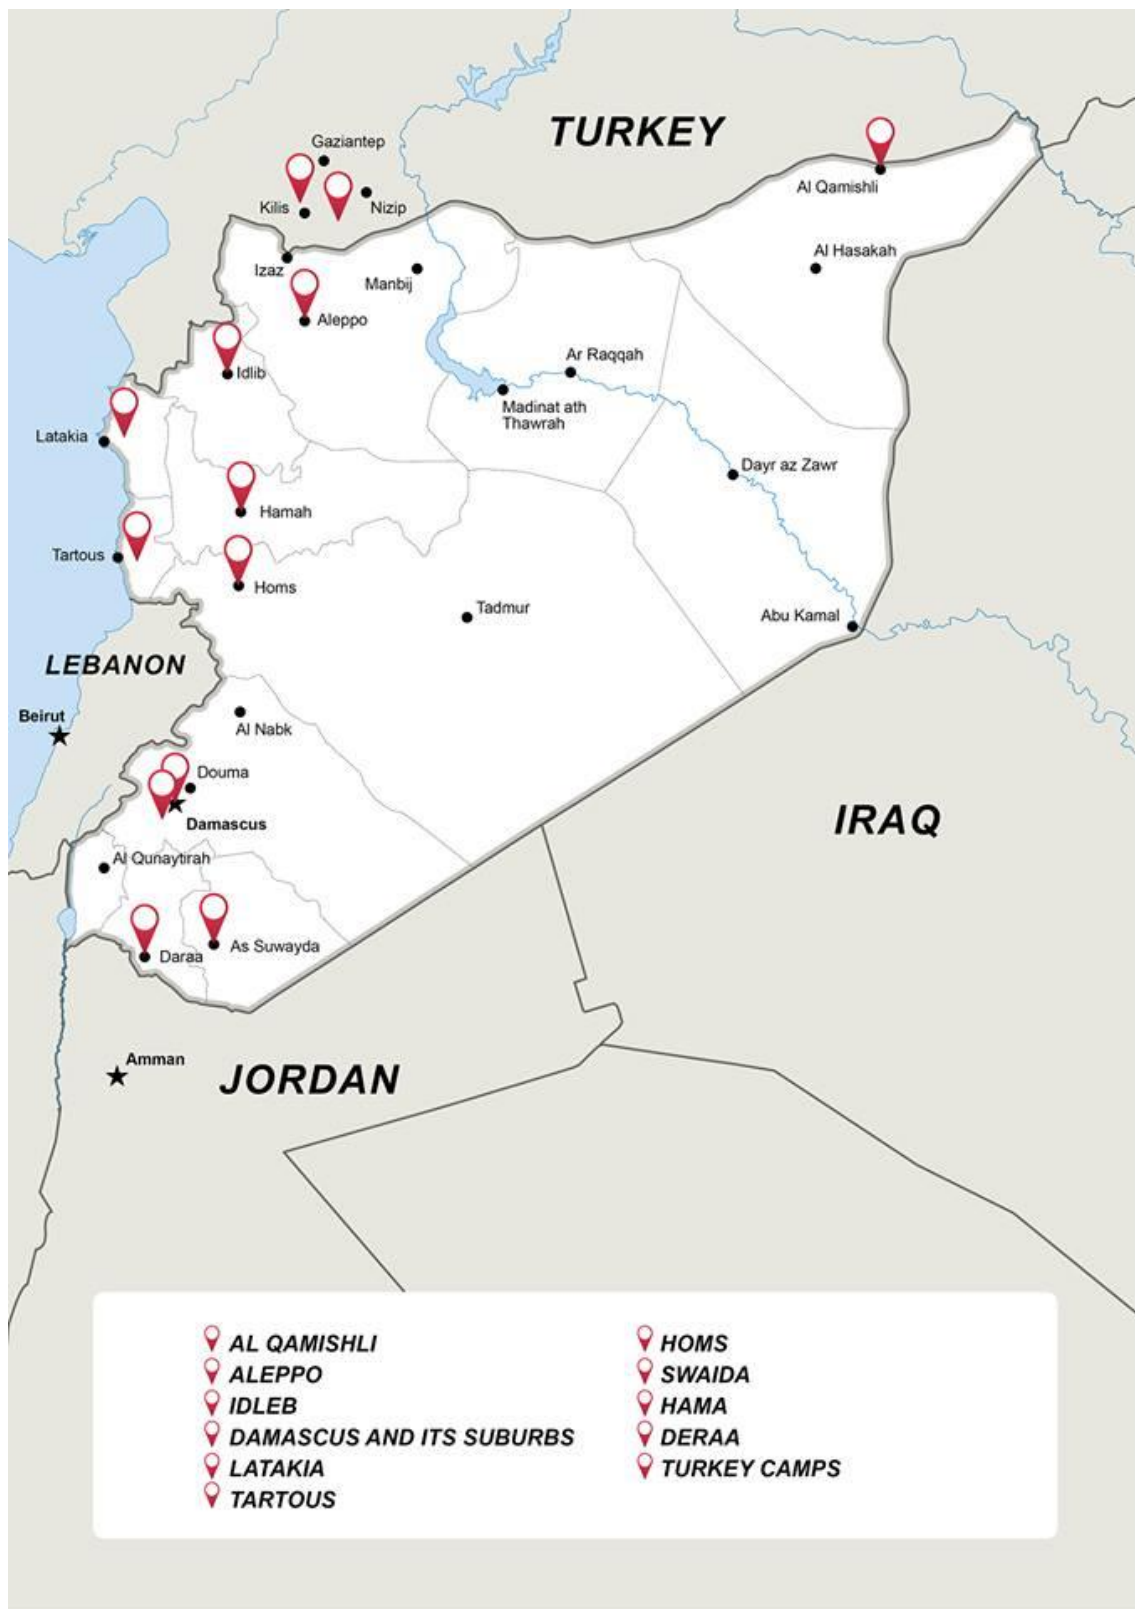 TURKEY
Gaziantep
Al Qamishli
Kilis
Nizip
Al Hasakah
Izaz
Manbij
Aleppo
Ar Raqqah
Idlib
Madinat ath
Thawrah
Latakia
Dayr az Zawr
Hamah
Tartous
Homs
Tadmur
Abu Kamal
LEBANON
Beirut
Al Nabk
Douma
Damascus
IRAQ
Al Qunaytirah
As Suwayda
Daraa
Amman
JORDAN
AL QAMISHLI
ALEPPO
IDLEB
DAMASCUS AND ITS SUBURBS
LATAKIA
TARTOUS
HOMS
SWAIDA
HAMA
DERAA
TURKEY CAMPS